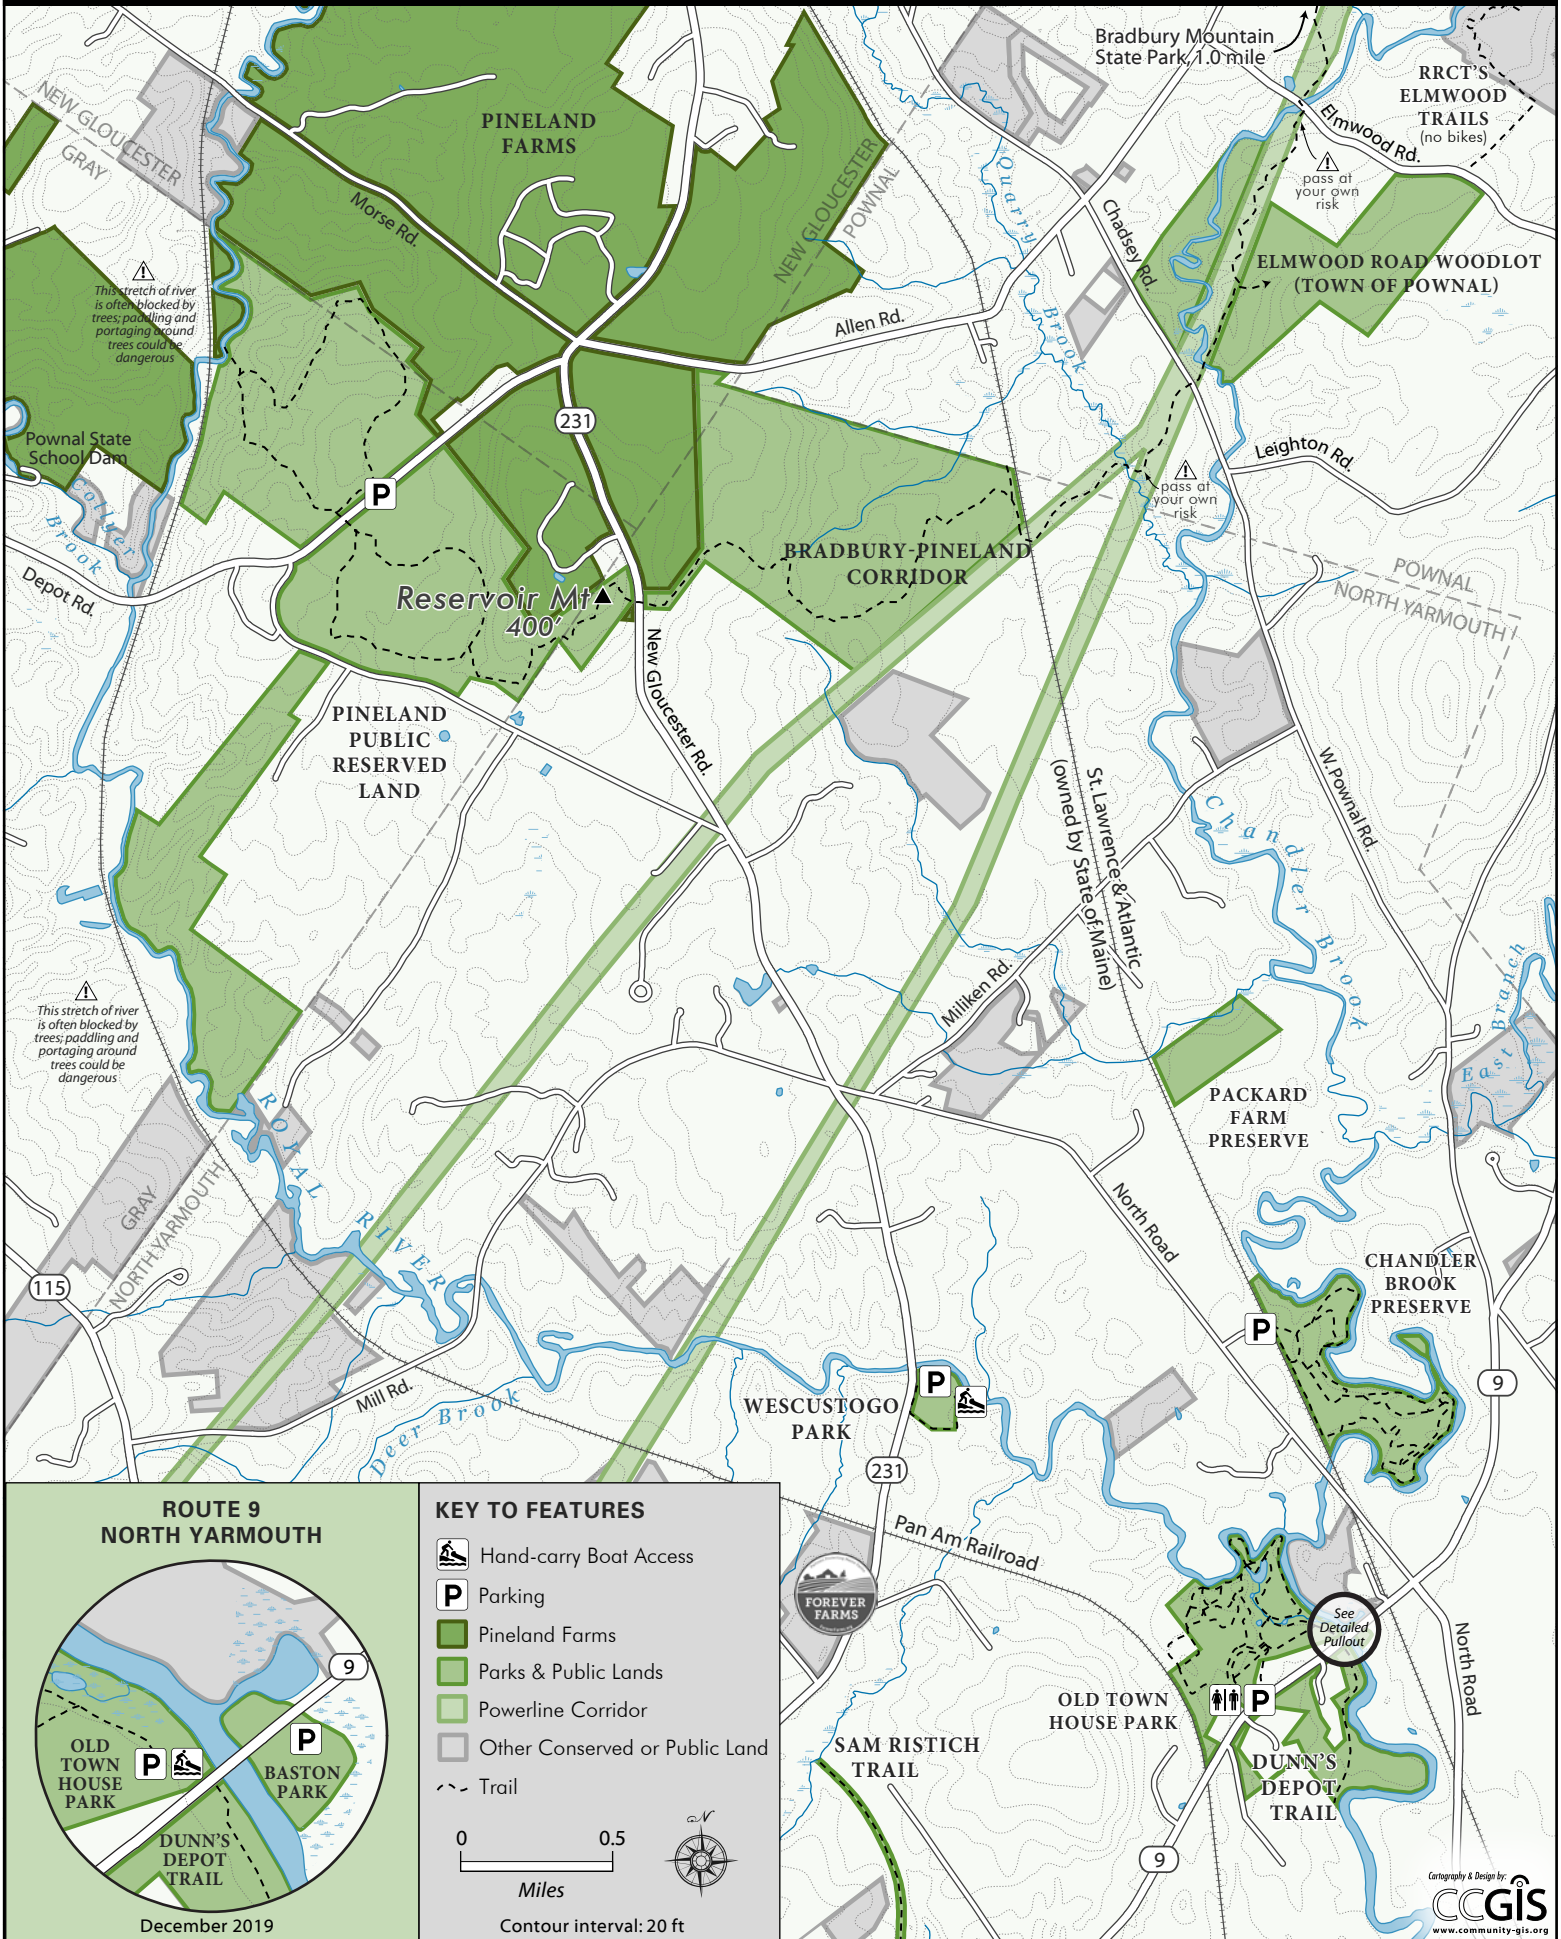 Bradbury Mountain
State Park, 1.0 mile
RRCT'S
ELMWOOD
TRAILS
(no bikes)
Elmwood Rd.
NEW GLOUCESTER
GRAY
PINELAND
FARMS
Morse Rd.
NEW GLOUCESTER
POWNAL
Quarry
Brook
Chadsey Rd.
pass at
your own
risk
ELMWOOD ROAD WOODLOT
(TOWN OF POWNAL)
This stretch of river
is often blocked by
trees; paddling and
portaging around
trees could be
dangerous
Allen Rd.
231
Pownal State
School Dam
Collyer
Brook
P
Leighton Rd.
pass at
your own
risk
BRADBURY-PINELAND
CORRIDOR
Depot Rd.
Reservoir Mt
400'
POWNAL
NORTH YARMOUTH
New Gloucester Rd.
PINELAND
PUBLIC
RESERVED
LAND
St. Lawrence & Atlantic
(owned by State of Maine)
W. Pownal Rd.
Chandler
Brook
Milliken Rd.
East Branch
This stretch of river
is often blocked by
trees; paddling and
portaging around
trees could be
dangerous
PACKARD
FARM
PRESERVE
ROYAL
RIVER
GRAY
NORTH YARMOUTH
115
North Road
CHANDLER
BROOK
PRESERVE
P
9
Mill Rd.
Deer Brook
WESCUSTOGO
PARK
P
231
Pan Am Railroad
FOREVER
FARMS
See
Detailed
Pullout
North Road
OLD TOWN
HOUSE PARK
P
DUNN'S
DEPOT
TRAIL
SAM RISTICH
TRAIL
9
ROUTE 9
NORTH YARMOUTH
9
OLD
TOWN
HOUSE
PARK
P
P
BASTON
PARK
DUNN'S
DEPOT
TRAIL
December 2019
KEY TO FEATURES
Hand-carry Boat Access
P Parking
Pineland Farms
Parks & Public Lands
Powerline Corridor
Other Conserved or Public Land
Trail
0 0.5
Miles
N
Contour interval: 20 ft
Cartography & Design by:
CCGIS
www.community-gis.org